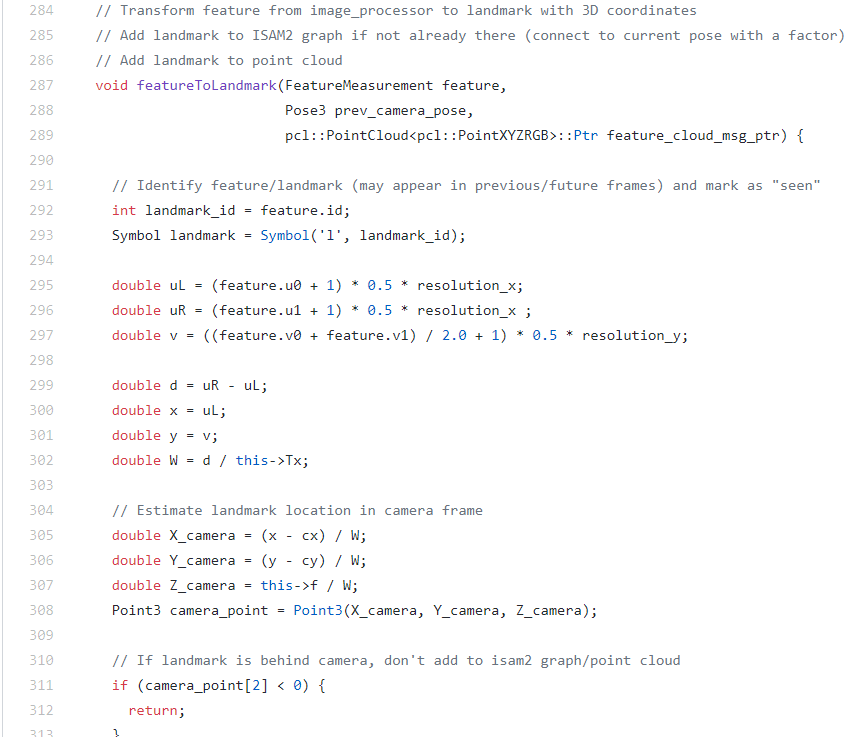 284 // Transform feature from image_processor to landmark with 3D coordinates
285 // Add landmark to ISAM2 graph if not already there (connect to current pose with a factor)
286 // Add landmark to point cloud
287 void featureToLandmark(FeatureMeasurement feature,
288 Pose3 prev_camera_pose,
289 pcl::PointCloud<pcl::PointXYZRGB>::Ptr feature_cloud_msg_ptr) {
290
291 // Identify feature/landmark (may appear in previous/future frames) and mark as "seen"
292 int landmark_id = feature.id;
293 Symbol landmark = Symbol('l', landmark_id);
294
295 double uL = (feature.u0 + 1) * 0.5 * resolution_x;
296 double uR = (feature.u1 + 1) * 0.5 * resolution_x ;
297 double v = ((feature.v0 + feature.v1) / 2.0 + 1) * 0.5 * resolution_y;
298
299 double d = uR - uL;
300 double x = uL;
301 double y = v;
302 double W = d / this->Tx;
303
304 // Estimate landmark location in camera frame
305 double X_camera = (x - cx) / W;
306 double Y_camera = (y - cy) / W;
307 double Z_camera = this->f / W;
308 Point3 camera_point = Point3(X_camera, Y_camera, Z_camera);
309
310 // If landmark is behind camera, don't add to isam2 graph/point cloud
311 if (camera_point[2] < 0) {
312 return;
313 }